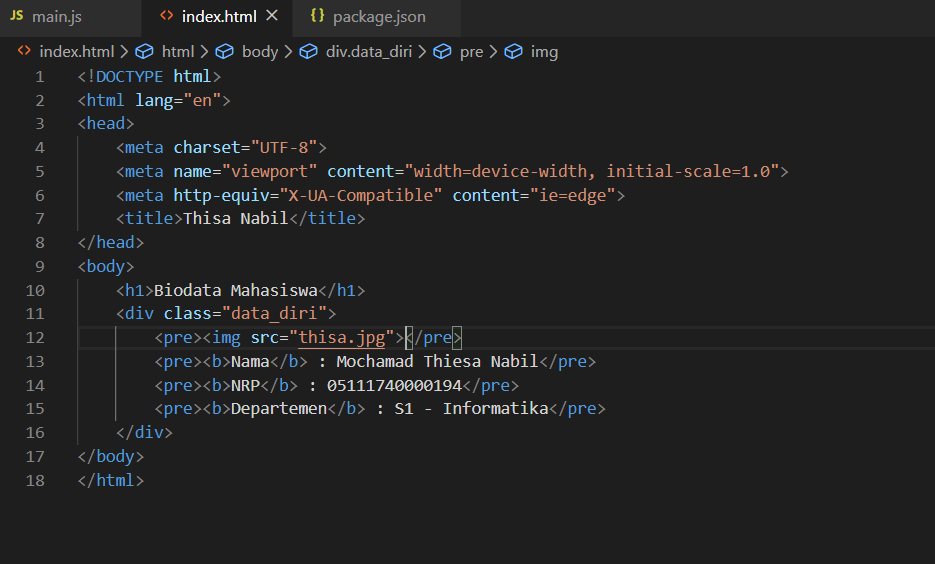 JS main.js <> index.html × {} package.json
<> index.html > html > body > div.data_diri > pre > img
1 <!DOCTYPE html>
2 <html lang="en">
3 <head>
4     <meta charset="UTF-8">
5     <meta name="viewport" content="width=device-width, initial-scale=1.0">
6     <meta http-equiv="X-UA-Compatible" content="ie=edge">
7     <title>Thisa Nabil</title>
8 </head>
9 <body>
10     <h1>Biodata Mahasiswa</h1>
11     <div class="data_diri">
12         <pre><img src="thisa.jpg"></pre>
13         <pre><b>Nama</b> : Mochamad Thiesa Nabil</pre>
14         <pre><b>NRP</b> : 05111740000194</pre>
15         <pre><b>Departemen</b> : S1 - Informatika</pre>
16     </div>
17 </body>
18 </html>